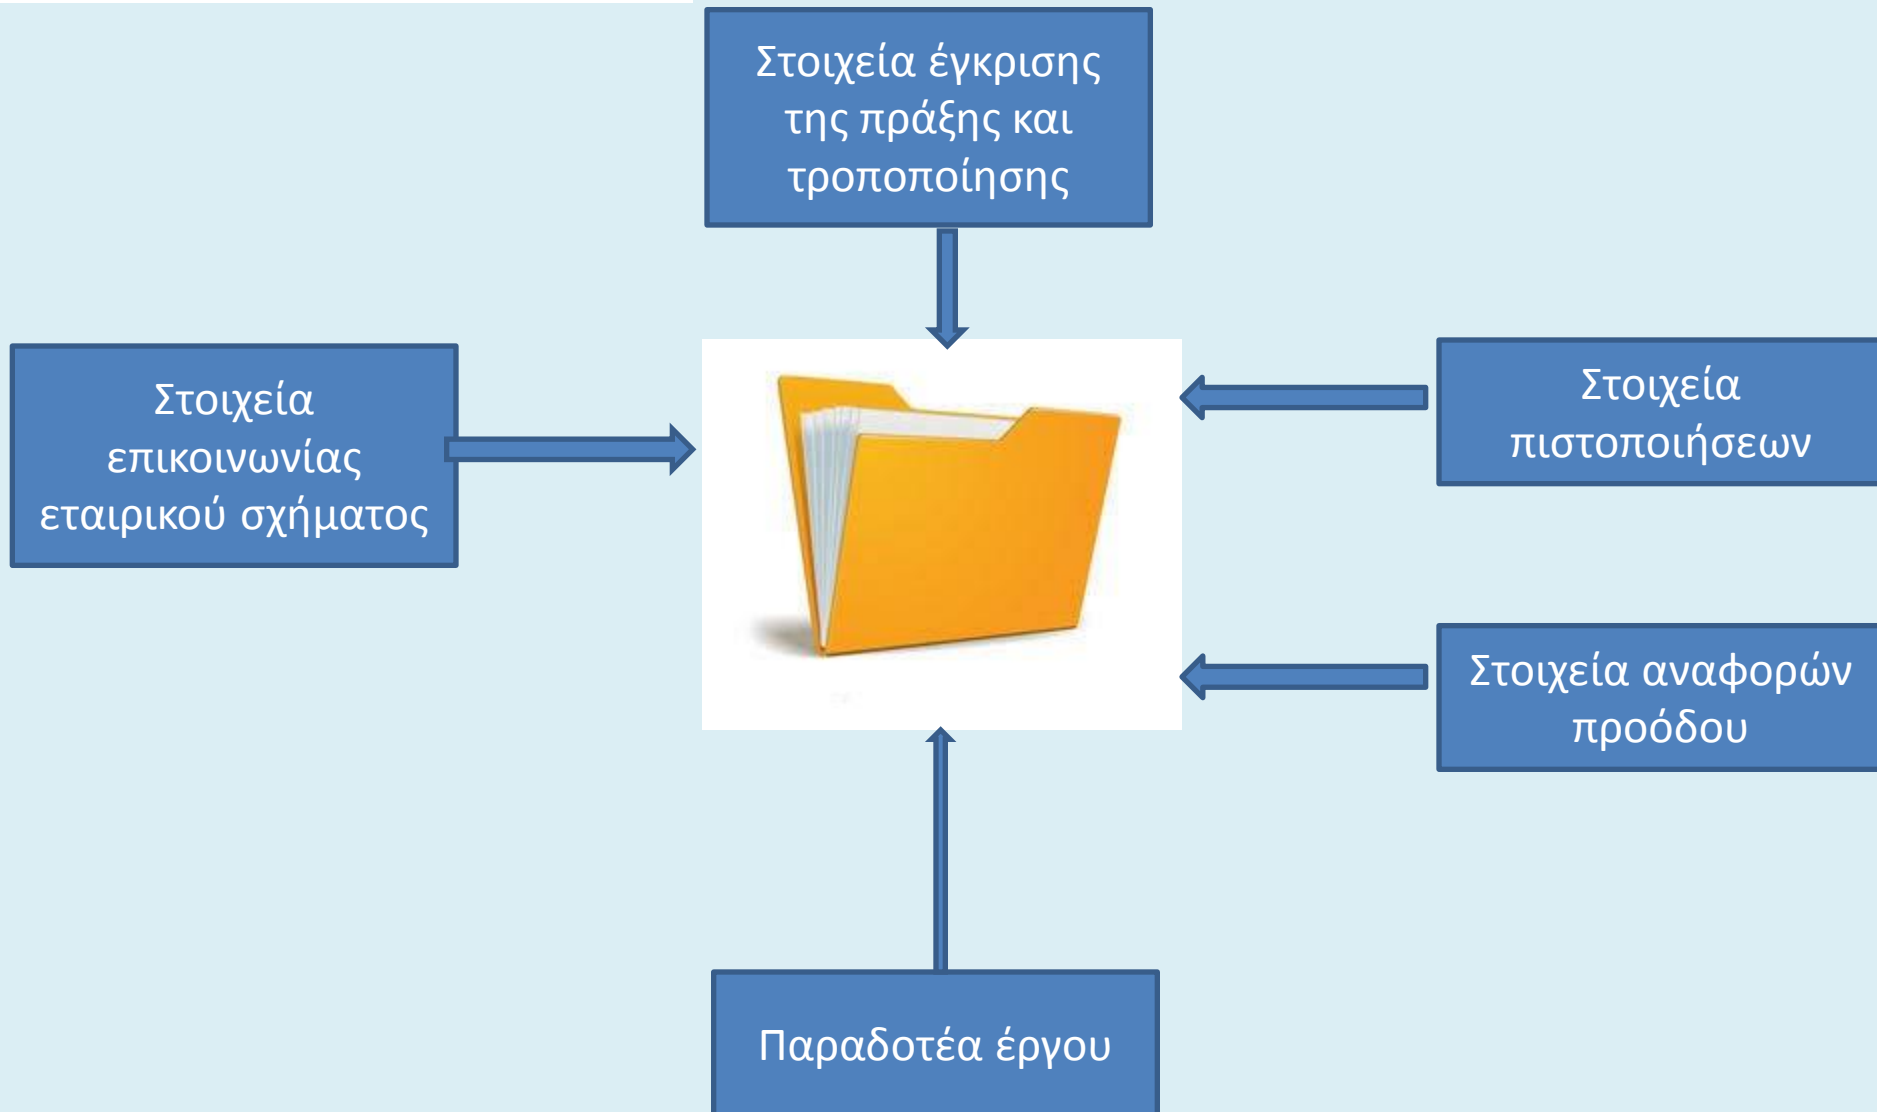 Στοιχεία έγκρισης
της πράξης και
τροποποίησης
Στοιχεία
επικοινωνίας
εταιρικού σχήματος
Στοιχεία
πιστοποιήσεων
Στοιχεία αναφορών
προόδου
Παραδοτέα έργου